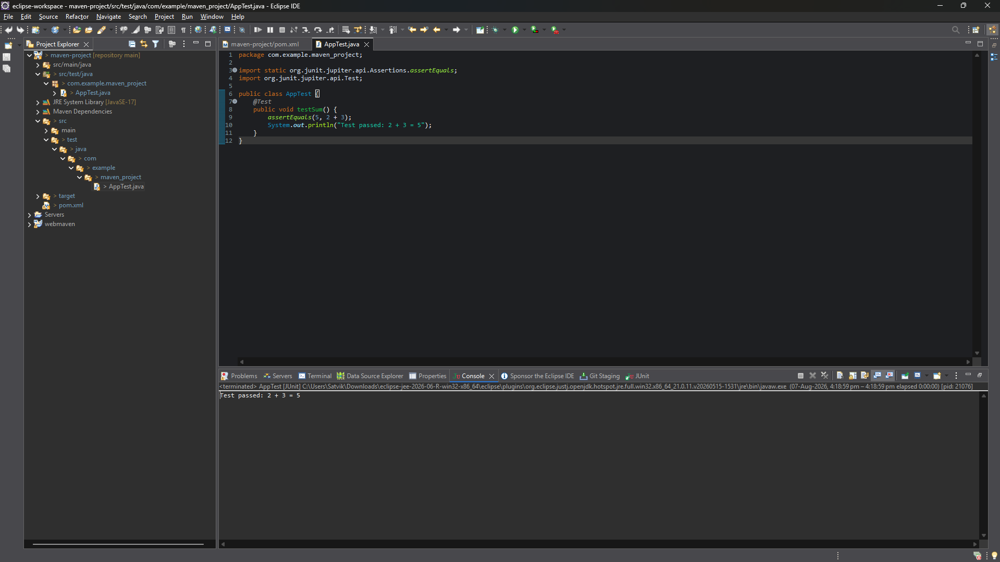 eclipse-workspace - maven-project/src/test/java/com/example/maven_project/AppTest.java - Eclipse IDE
File Edit Source Refactor Navigate Search Project Run Window Help
Project Explorer
> maven-project [repository main]
src/main/java
> src/test/java
> com.example.maven_project
> AppTest.java
JRE System Library [JavaSE-17]
Maven Dependencies
> src
main
> test
> java
> com
> example
> maven_project
> AppTest.java
> target
> pom.xml
Servers
webmaven
maven-project/pom.xml AppTest.java
1 package com.example.maven_project;
2
3 import static org.junit.jupiter.api.Assertions.assertEquals;
4 import org.junit.jupiter.api.Test;
5
6 public class AppTest {
7 @Test
8 public void testSum() {
9 assertEquals(5, 2 + 3);
10 System.out.println("Test passed: 2 + 3 = 5");
11 }
12 }
Problems Servers Terminal Data Source Explorer Properties Console Sponsor the Eclipse IDE Git Staging JUnit
<terminated> AppTest [JUnit] C:\Users\Satvik\Downloads\eclipse-jee-2026-06-R-win32-x86_64\eclipse\plugins\org.eclipse.justj.openjdk.hotspot.jre.full.win32.x86_64_21.0.11.v20260515-1531\jre\bin\javaw.exe (07-Aug-2026, 4:18:59 pm – 4:18:59 pm elapsed 0:00:00) [pid: 21076]
Test passed: 2 + 3 = 5